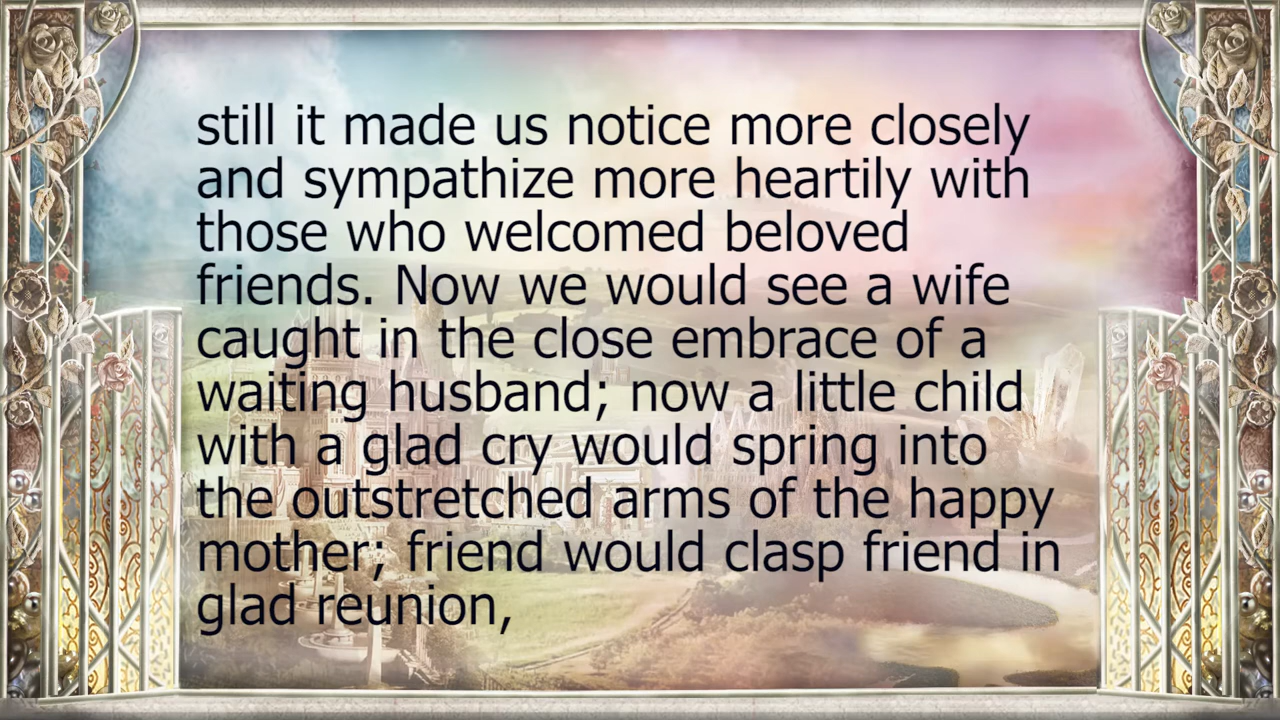 still it made us notice more closely
and sympathize more heartily with
those who welcomed beloved
friends. Now we would see a wife
caught in the close embrace of a
waiting husband; now a little child
with a glad cry would spring into
the outstretched arms of the happy
mother; friend would clasp friend in
glad reunion,